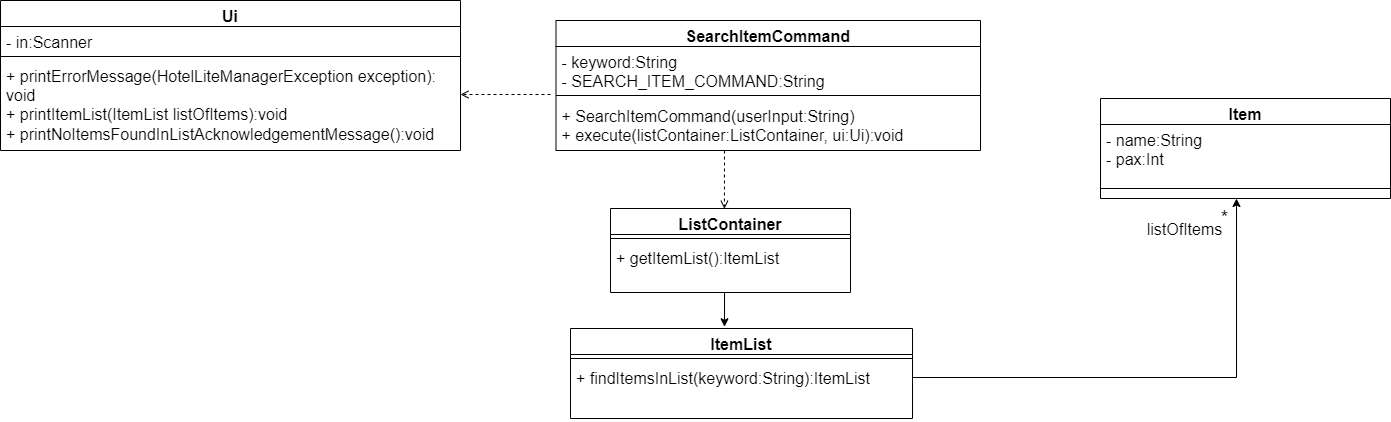 Ui
- in:Scanner
+ printErrorMessage(HotelLiteManagerException exception):
void
+ printItemList(ItemList listOfItems):void
+ printNoItemsFoundInListAcknowledgementMessage():void
SearchItemCommand
- keyword:String
- SEARCH_ITEM_COMMAND:String
+ SearchItemCommand(userInput:String)
+ execute(listContainer:ListContainer, ui:Ui):void
Item
- name:String
- pax:Int
*
listOfItems
ListContainer
+ getItemList():ItemList
ItemList
+ findItemsInList(keyword:String):ItemList